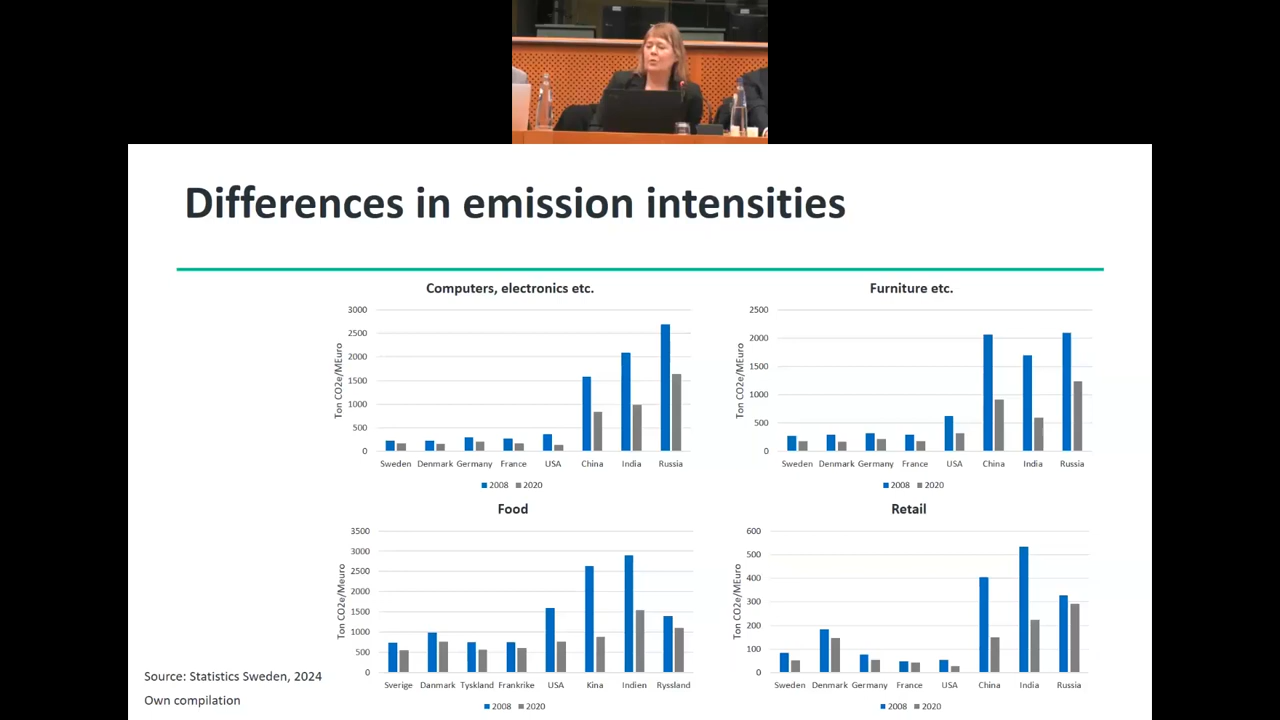 Differences in emission intensities
Computers, electronics etc.
3000
2500
2000
1500
1000
500
0
Ton CO2e/MEuro
Sweden Denmark Germany France USA China India Russia
2008 2020
Furniture etc.
2500
2000
1500
1000
500
0
Ton CO2e/MEuro
Sweden Denmark Germany France USA China India Russia
2008 2020
Food
3500
3000
2500
2000
1500
1000
500
0
Ton CO2e/Meuro
Sverige Danmark Tyskland Frankrike USA Kina Indien Ryssland
2008 2020
Retail
600
500
400
300
200
100
0
Ton CO2e/MEuro
Sweden Denmark Germany France USA China India Russia
2008 2020
Source: Statistics Sweden, 2024
Own compilation